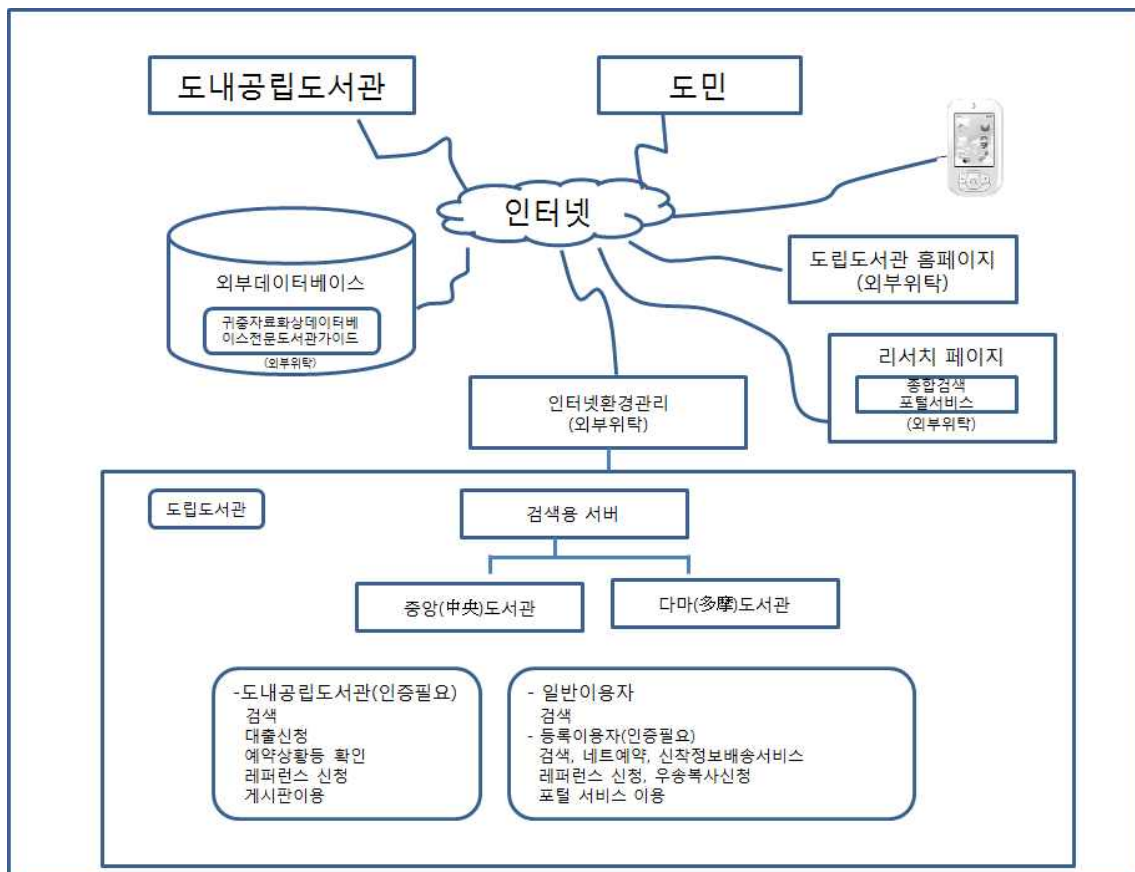 도내공립도서관
도민
인터넷
외부데이터베이스
귀중자료화상데이터베
이스전문도서관가이드
(외부위탁)
도립도서관 홈페이지
(외부위탁)
리서치 페이지
종합검색
포털서비스
(외부위탁)
인터넷환경관리
(외부위탁)
도립도서관
검색용 서버
중앙(中央)도서관
다마(多摩)도서관
-도내공립도서관(인증필요)
검색
대출신청
예약상황등 확인
레퍼런스 신청
게시판이용
- 일반이용자
검색
- 등록이용자(인증필요)
검색, 네트예약, 신착정보배송서비스
레퍼런스 신청, 우송복사신청
포털 서비스 이용